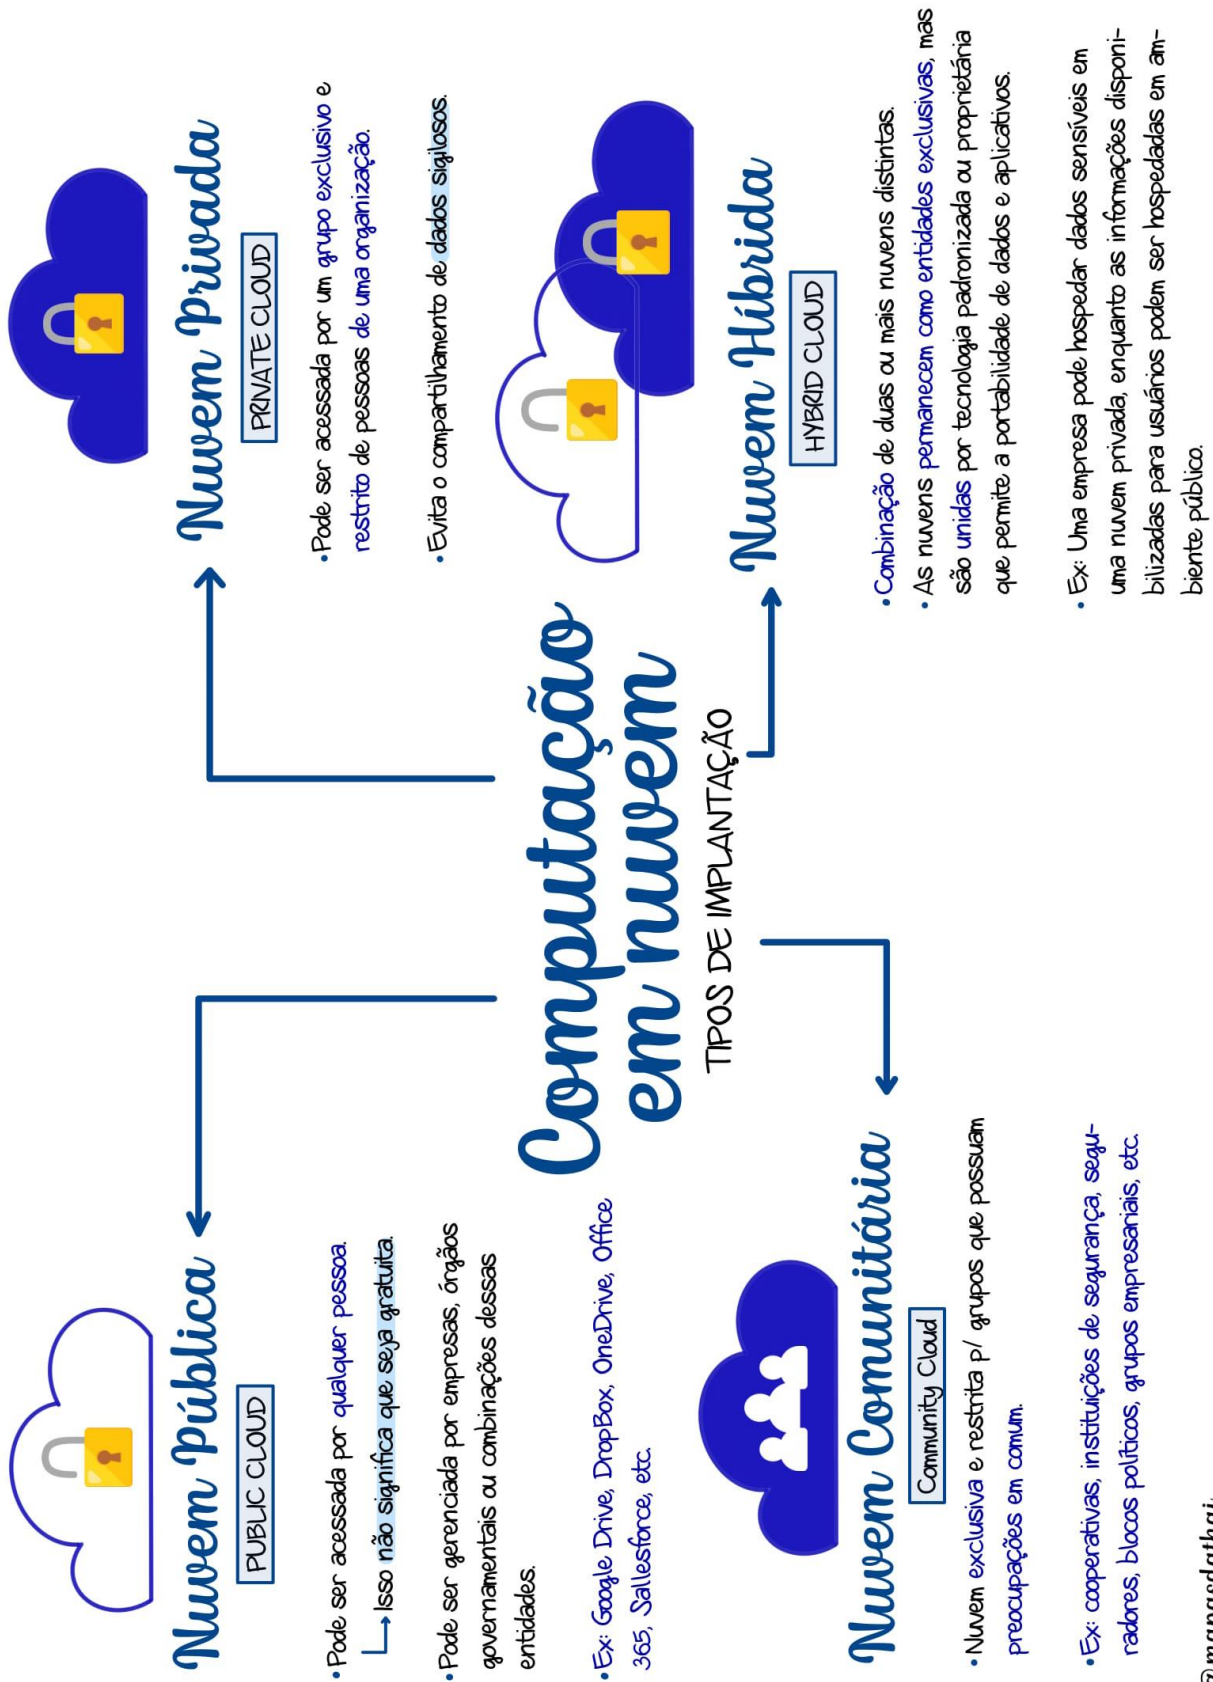 Computação
em nuvem
TIPOS DE IMPLANTAÇÃO
Nuvem Pública
PUBLIC CLOUD
• Pode ser acessada por qualquer pessoa.
Isso não significa que seja gratuita.
• Pode ser gerenciada por empresas, órgãos
governamentais ou combinações dessas
entidades.
• Ex: Google Drive, DropBox, OneDrive, Office
365, Sallesforce, etc.
Nuvem Privada
PRIVATE CLOUD
• Pode ser acessada por um grupo exclusivo e
restrito de pessoas de uma organização.
• Evita o compartilhamento de dados sigilosos.
Nuvem Comunitária
Community Cloud
• Nuvem exclusiva e restrita p/ grupos que possuam
preocupações em comum.
• Ex: cooperativas, instituições de segurança, segu-
radores, blocos políticos, grupos empresariais, etc.
Nuvem Híbrida
HYBRID CLOUD
• Combinação de duas ou mais nuvens distintas.
• As nuvens permanecem como entidades exclusivas, mas
são unidas por tecnologia padronizada ou proprietária
que permite a portabilidade de dados e aplicativos.
• Ex: Uma empresa pode hospedar dados sensíveis em
uma nuvem privada, enquanto as informações disponi-
bilizadas para usuários podem ser hospedadas em am-
biente público.
@mapasdathai